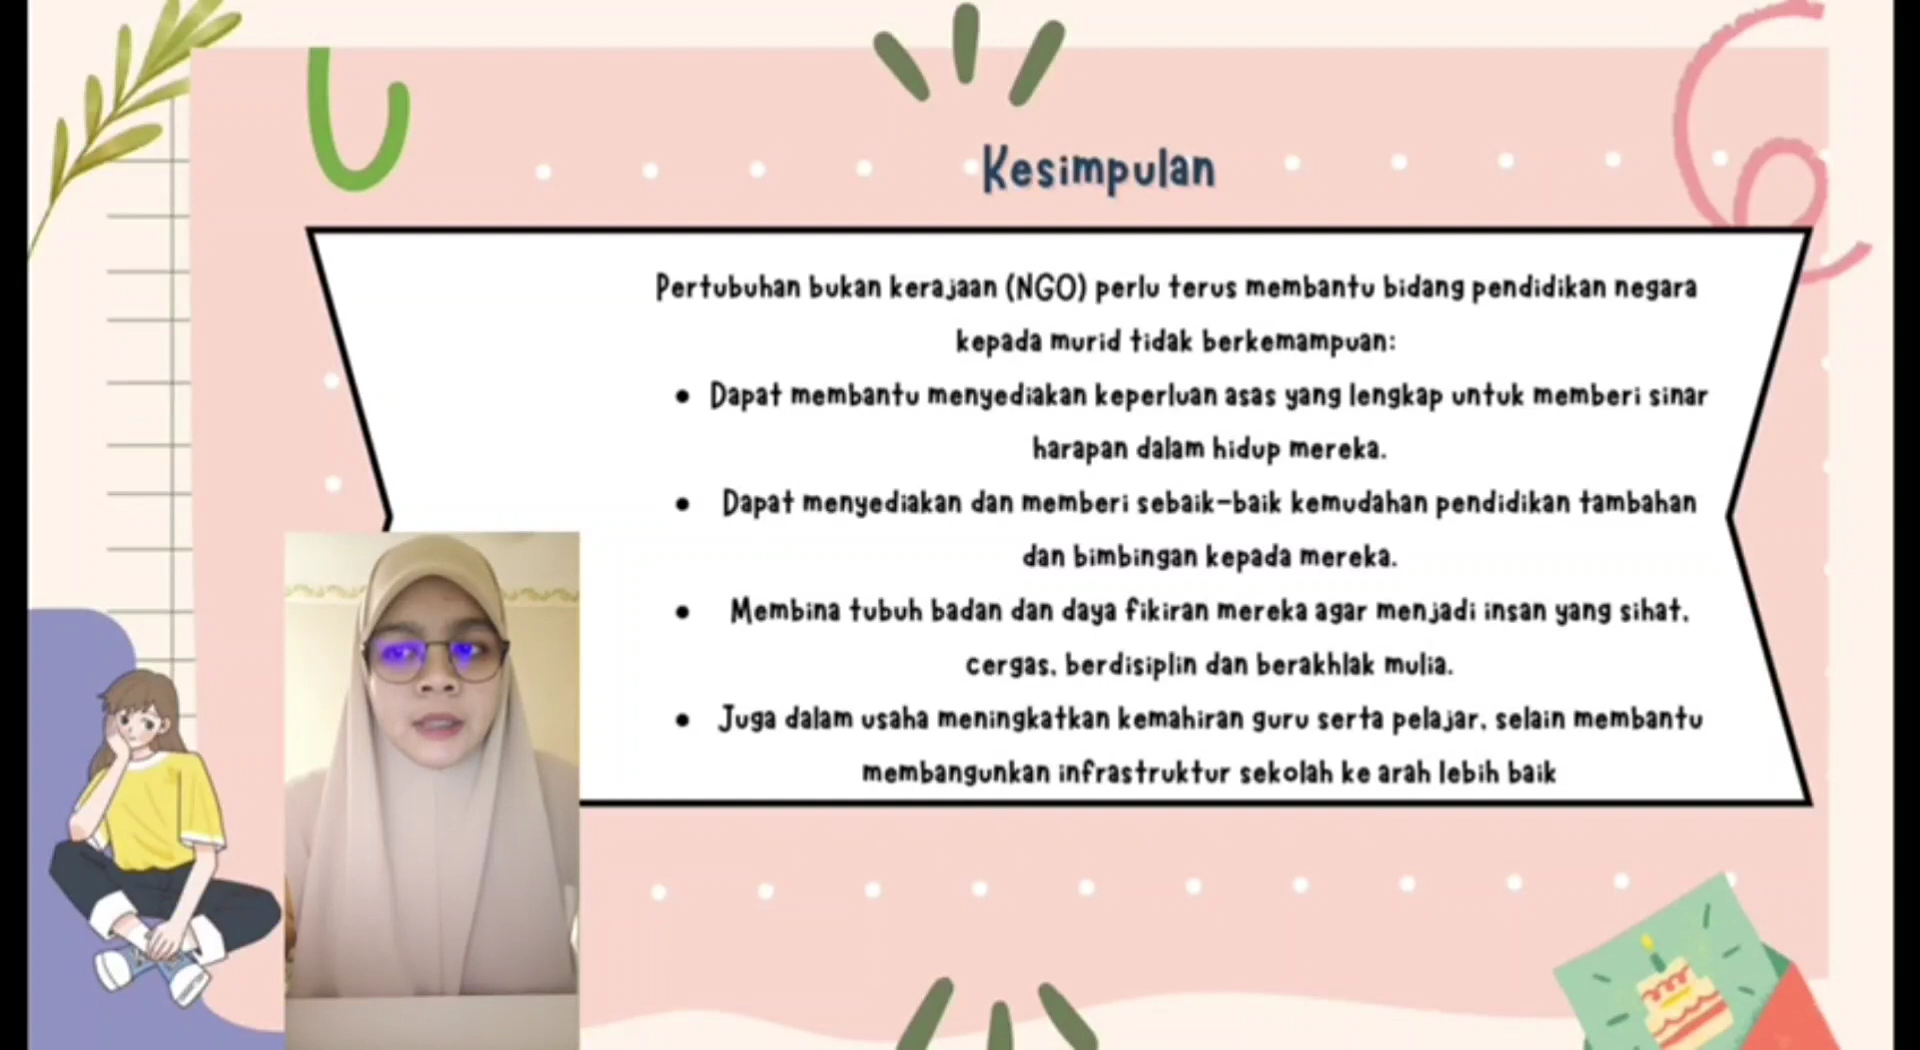 Kesimpulan
Pertubuhan bukan kerajaan (NGO) perlu terus membantu bidang pendidikan negara
kepada murid tidak berkemampuan:
• Dapat membantu menyediakan keperluan asas yang lengkap untuk memberi sinar
harapan dalam hidup mereka.
• Dapat menyediakan dan memberi sebaik-baik kemudahan pendidikan tambahan
dan bimbingan kepada mereka.
• Membina tubuh badan dan daya fikiran mereka agar menjadi insan yang sihat,
cergas, berdisiplin dan berakhlak mulia.
• Juga dalam usaha meningkatkan kemahiran guru serta pelajar, selain membantu
membangunkan infrastruktur sekolah ke arah lebih baik